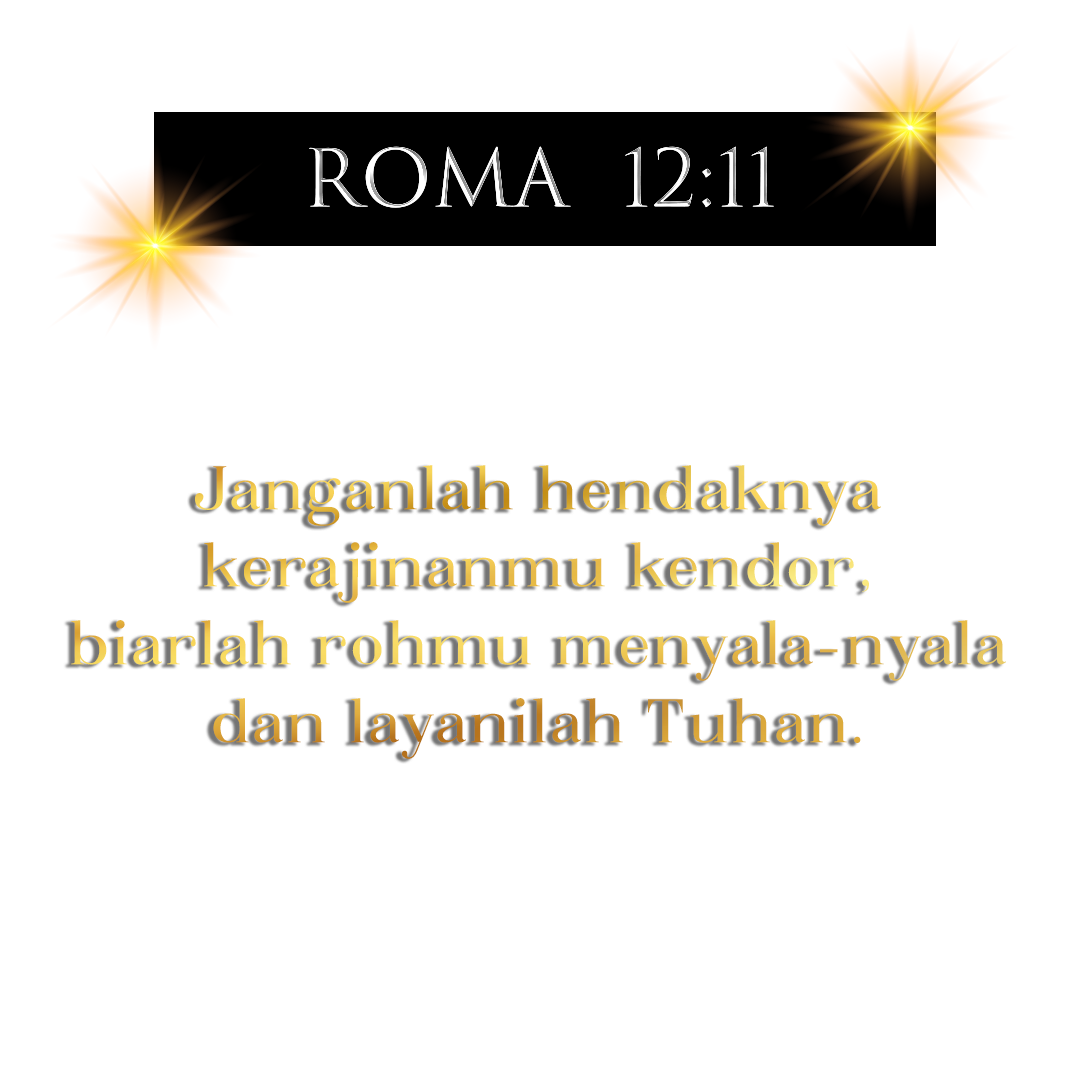 ROMA 12:11
Janganlah hendaknya
kerajinanmu kendor,
biarlah rohmu menyala-nyala
dan layanilah Tuhan.